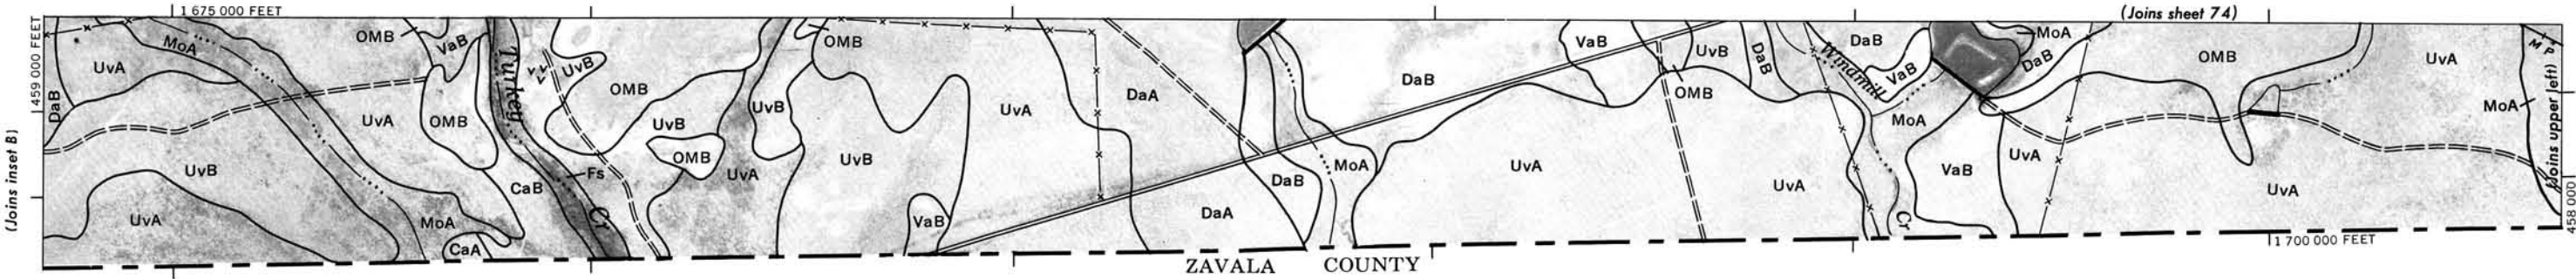 1 675 000 FEET
(Joins sheet 74)
459 000 FEET
(Joins inset B)
DaB
UvA
MoA
OMB
VaB
Turkey
UvB
OMB
OMB
UvB
UvA
DaA
DaB
VaB
OMB
UvB
DaB
Windmill
DaB
VaB
MoA
DaB
OMB
UvA
M P a
MoA
(Joins upper left)
458 000
UvA
OMB
UvB
OMB
UvB
UvA
UvB
UvB
UvA
MoA
CaA
CaB
Fs
Cr
VaB
DaA
DaB
MoA
UvA
UvA
MoA
VaB
UvA
Cr
UvA
1 700 000 FEET
ZAVALA COUNTY